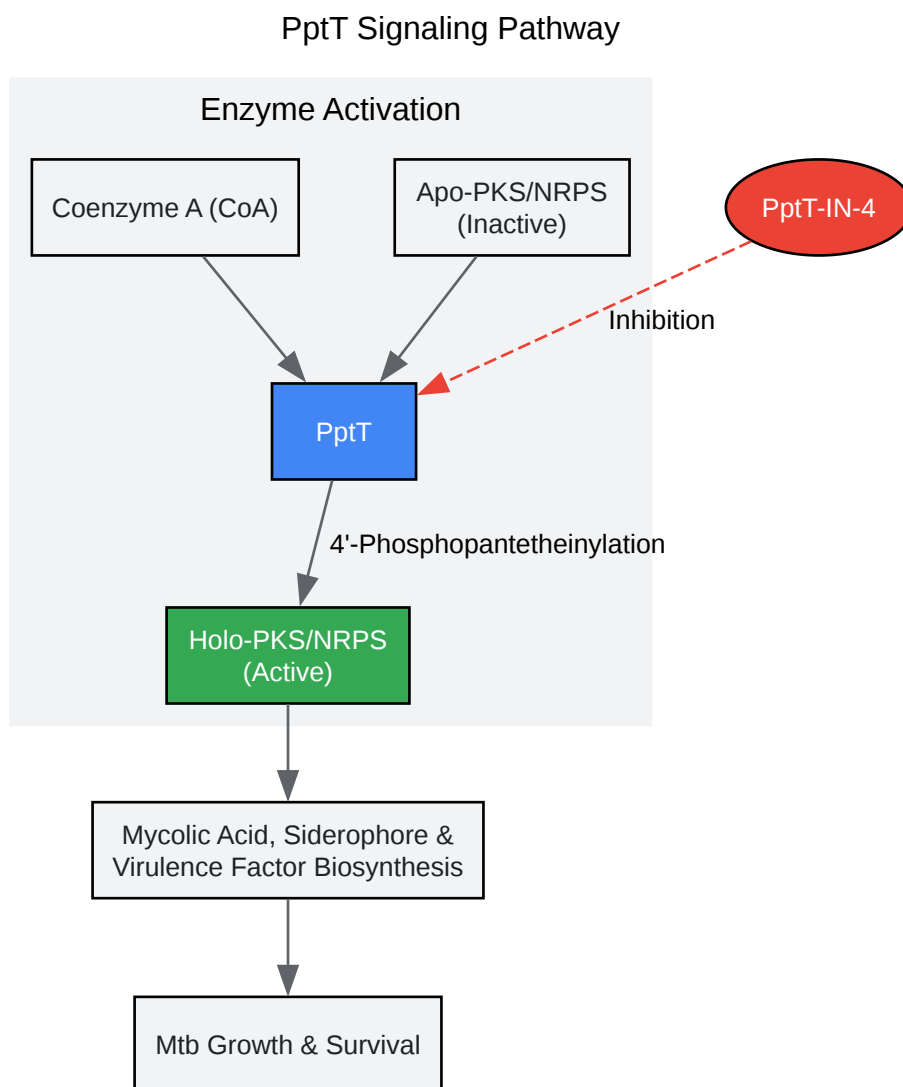 PptT Signaling Pathway
Enzyme Activation
Coenzyme A (CoA)
Apo-PKS/NRPS
(Inactive)
PptT-IN-4
Inhibition
PptT
4'-Phosphopantetheinylation
Holo-PKS/NRPS
(Active)
Mycolic Acid, Siderophore &
Virulence Factor Biosynthesis
Mtb Growth & Survival